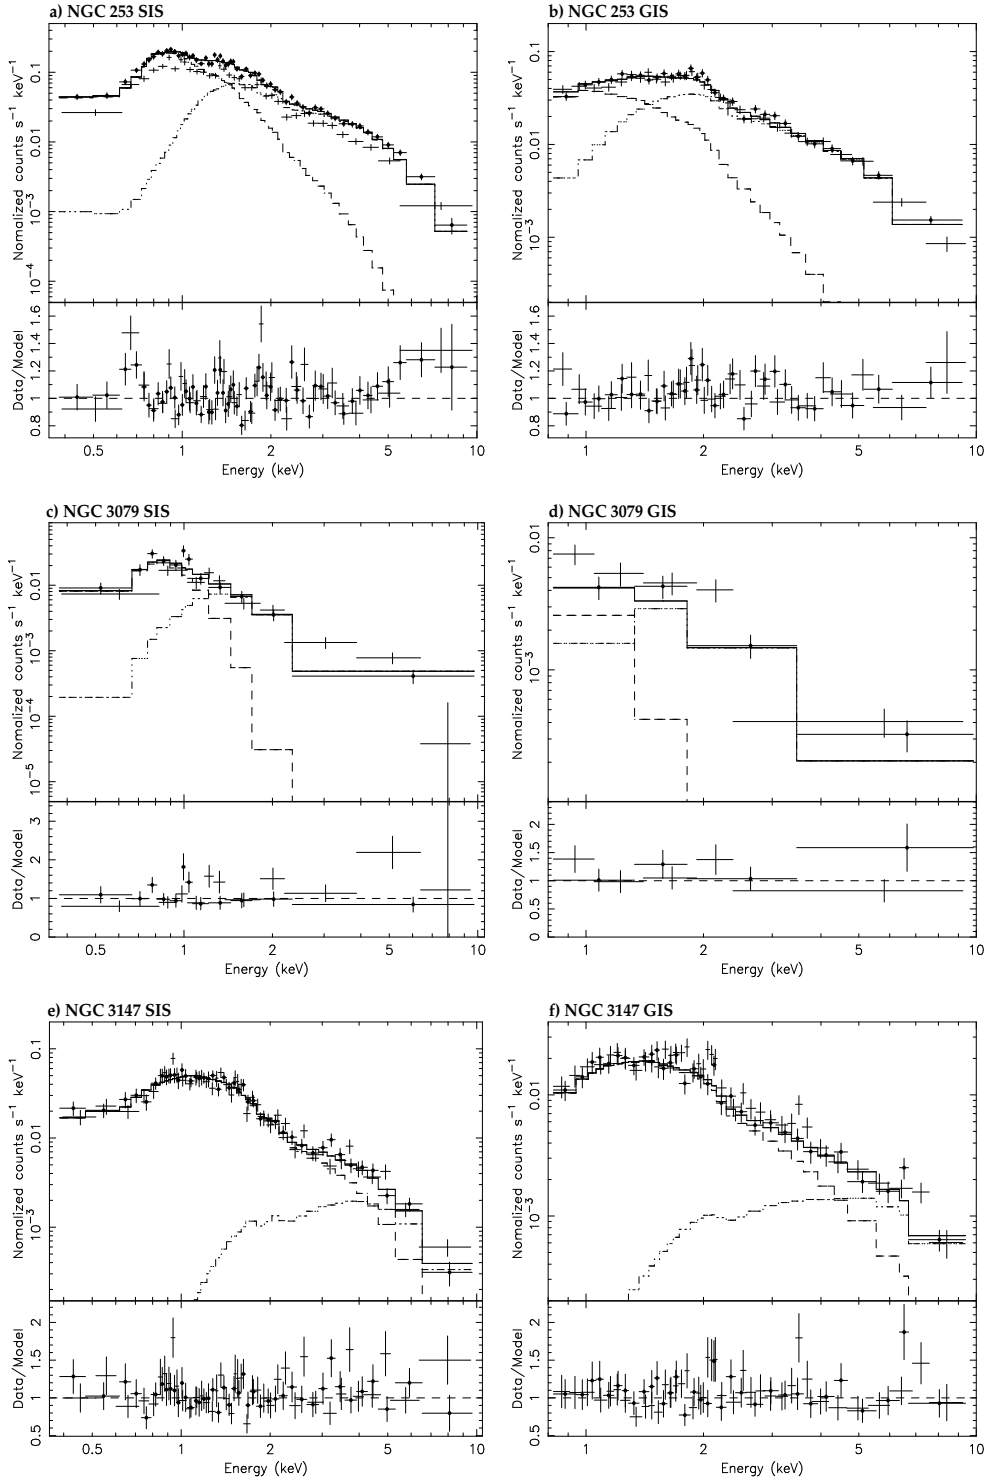 a) NGC 253 SIS
Normalized counts s⁻¹ keV⁻¹
0.1
0.01
10⁻³
10⁻⁴
Data/Model
1.6
1.4
1.2
1
0.8
0.5 1 2 5 10
Energy (keV)
b) NGC 253 GIS
Normalized counts s⁻¹ keV⁻¹
0.1
0.01
10⁻³
Data/Model
1.6
1.4
1.2
1
0.8
1 2 5 10
Energy (keV)
c) NGC 3079 SIS
Normalized counts s⁻¹ keV⁻¹
0.01
10⁻³
10⁻⁴
10⁻⁵
Data/Model
3
2
1
0
0.5 1 2 5 10
Energy (keV)
d) NGC 3079 GIS
Normalized counts s⁻¹ keV⁻¹
0.01
10⁻³
Data/Model
2
1.5
1
0.5
0
1 2 5 10
Energy (keV)
e) NGC 3147 SIS
Normalized counts s⁻¹ keV⁻¹
0.1
0.01
10⁻³
Data/Model
2
1.5
1
0.5
0.5 1 2 5 10
Energy (keV)
f) NGC 3147 GIS
Normalized counts s⁻¹ keV⁻¹
0.01
10⁻³
Data/Model
2
1.5
1
0.5
1 2 5 10
Energy (keV)